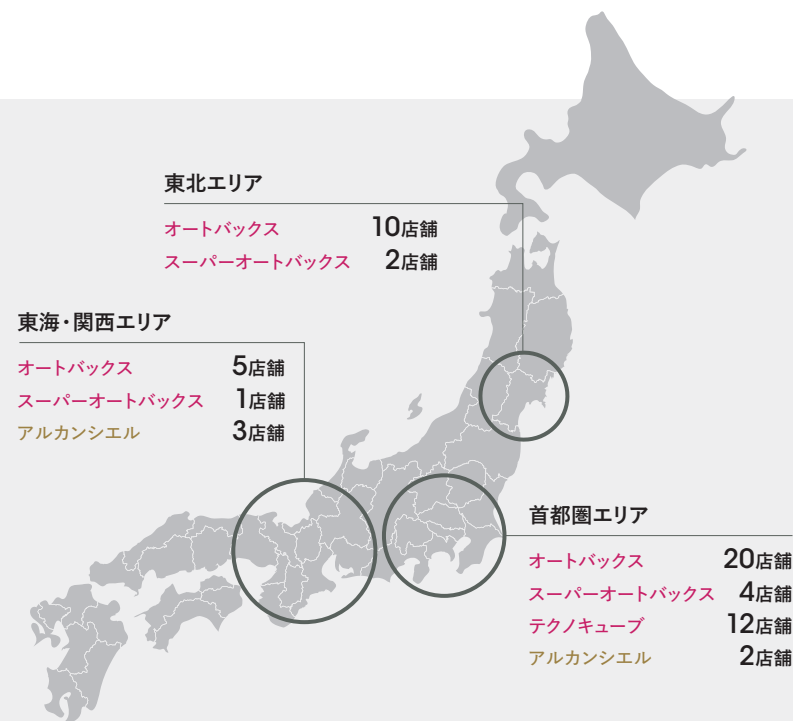 東北エリア
オートバックス 10店舗
スーパーオートバックス 2店舗
東海・関西エリア
オートバックス 5店舗
スーパーオートバックス 1店舗
アルカンシエル 3店舗
首都圏エリア
オートバックス 20店舗
スーパーオートバックス 4店舗
テクノキューブ 12店舗
アルカンシエル 2店舗